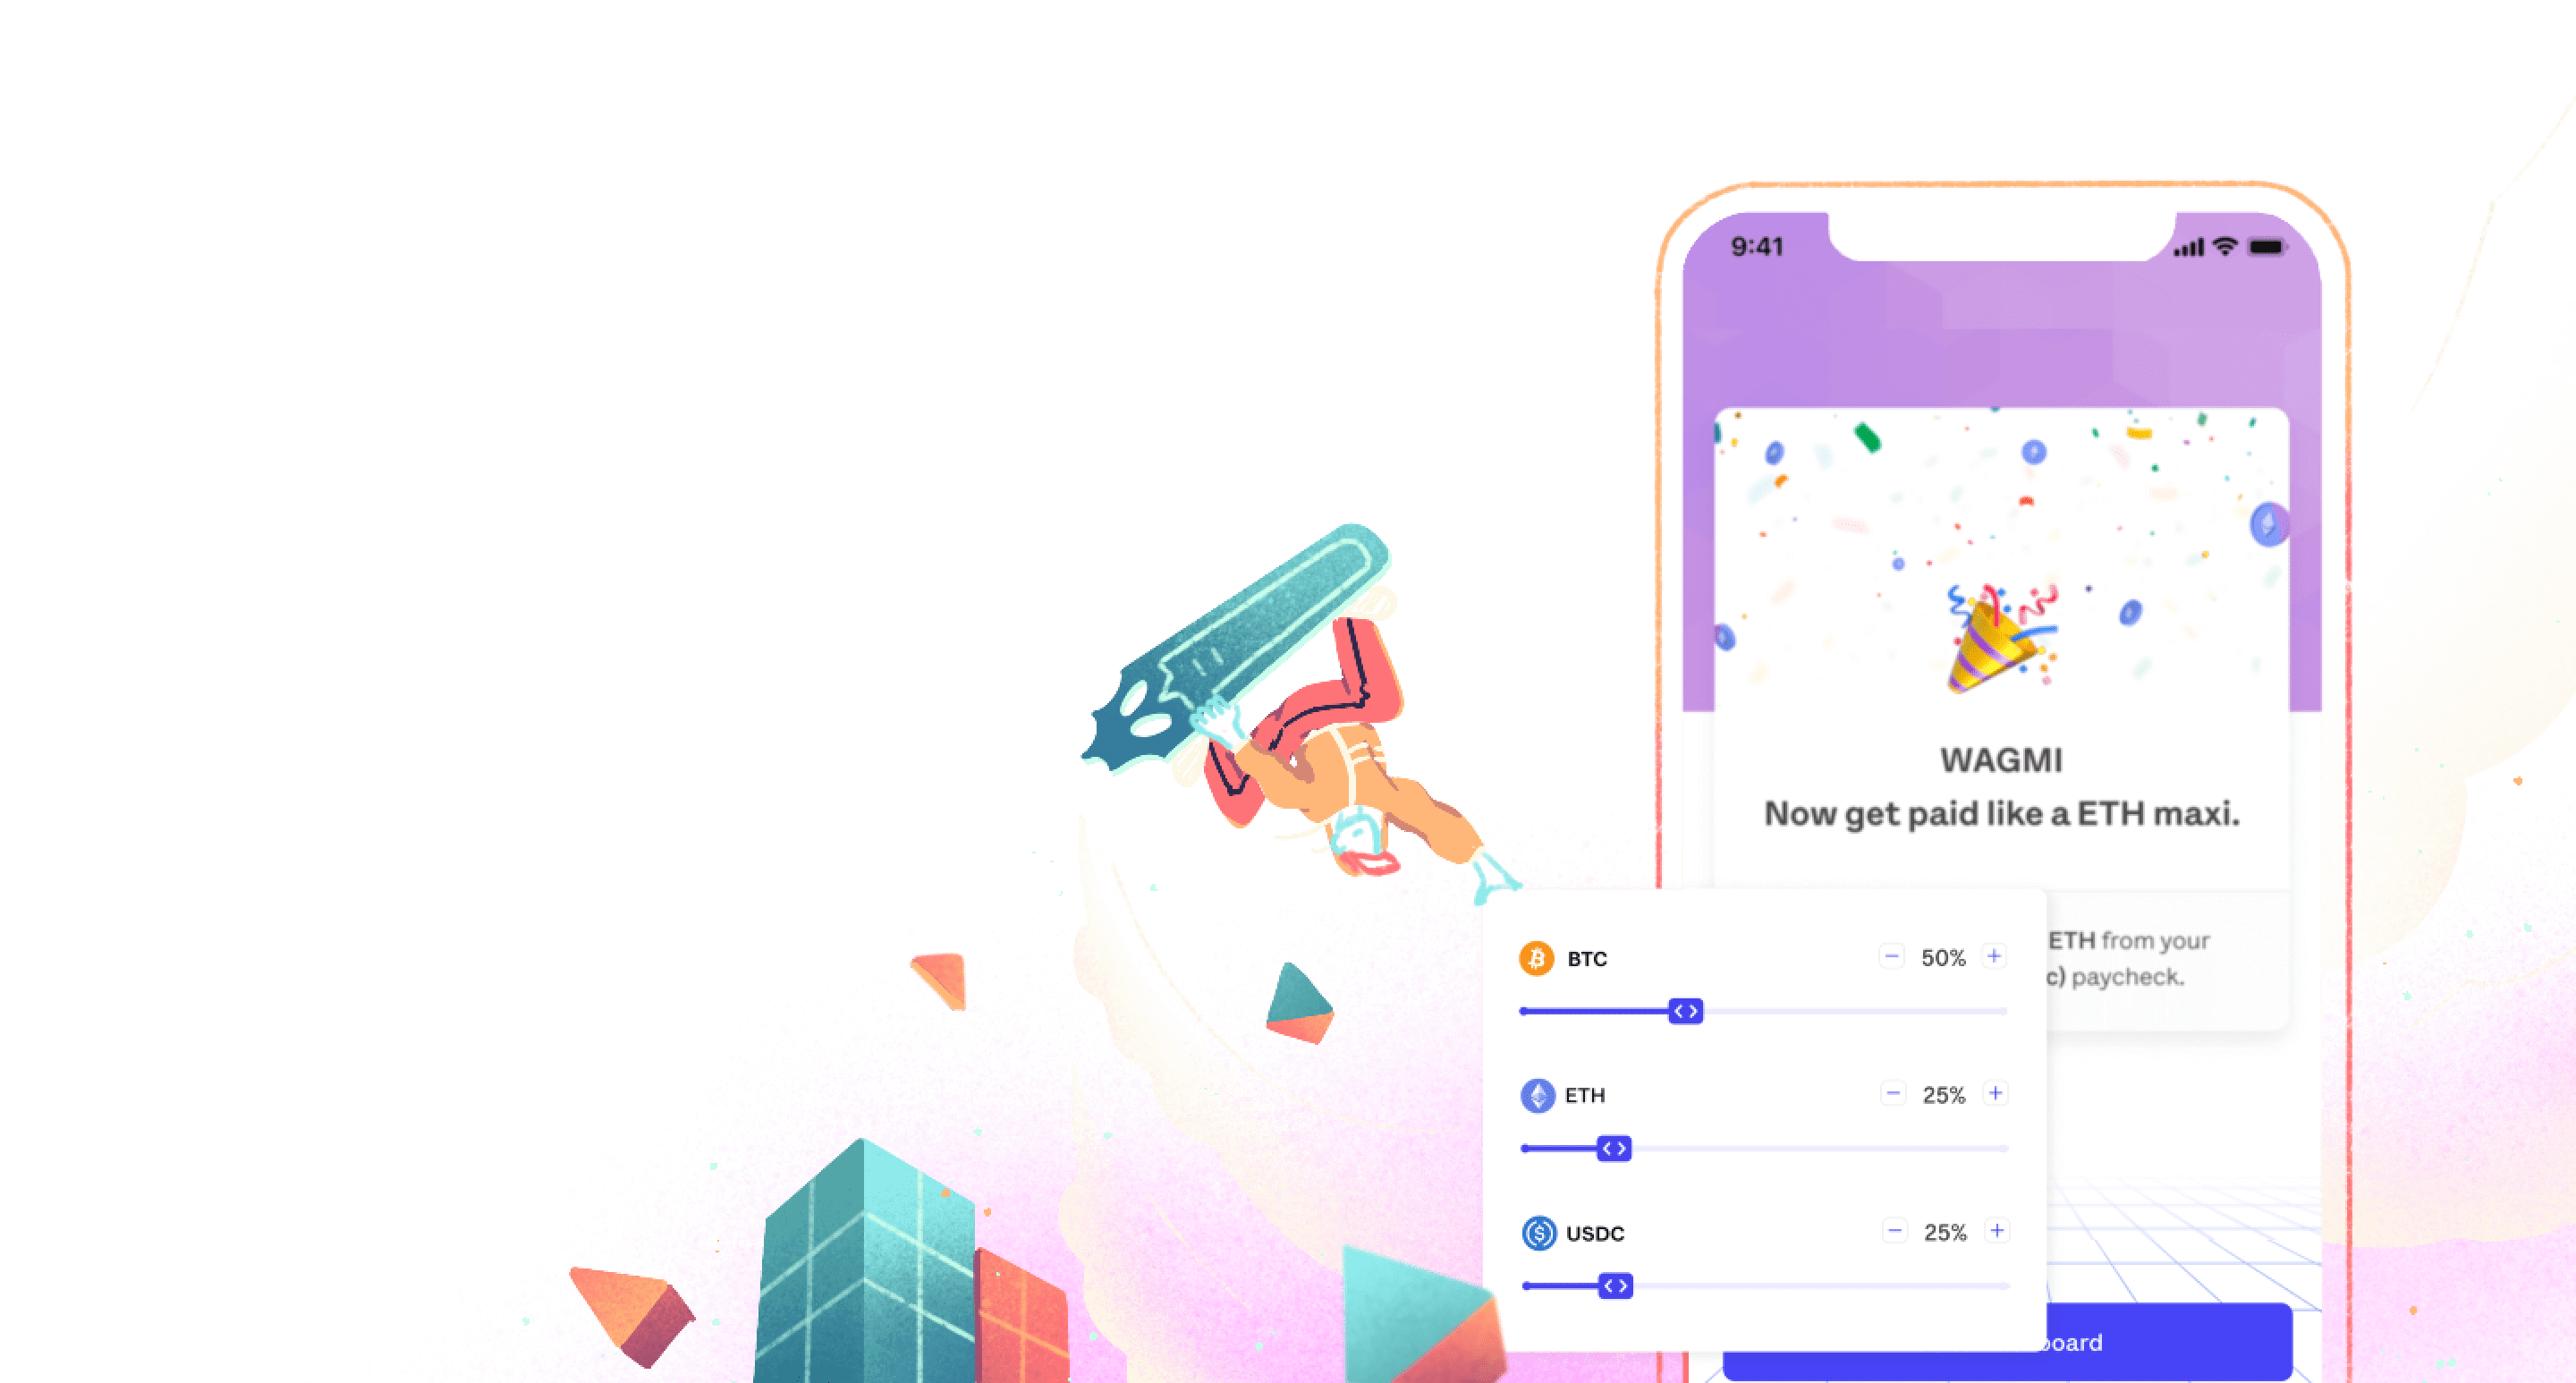 9:41
WAGMI
Now get paid like a ETH maxi.
ETH from your
c) paycheck.
BTC 50%
ETH 25%
USDC 25%
board